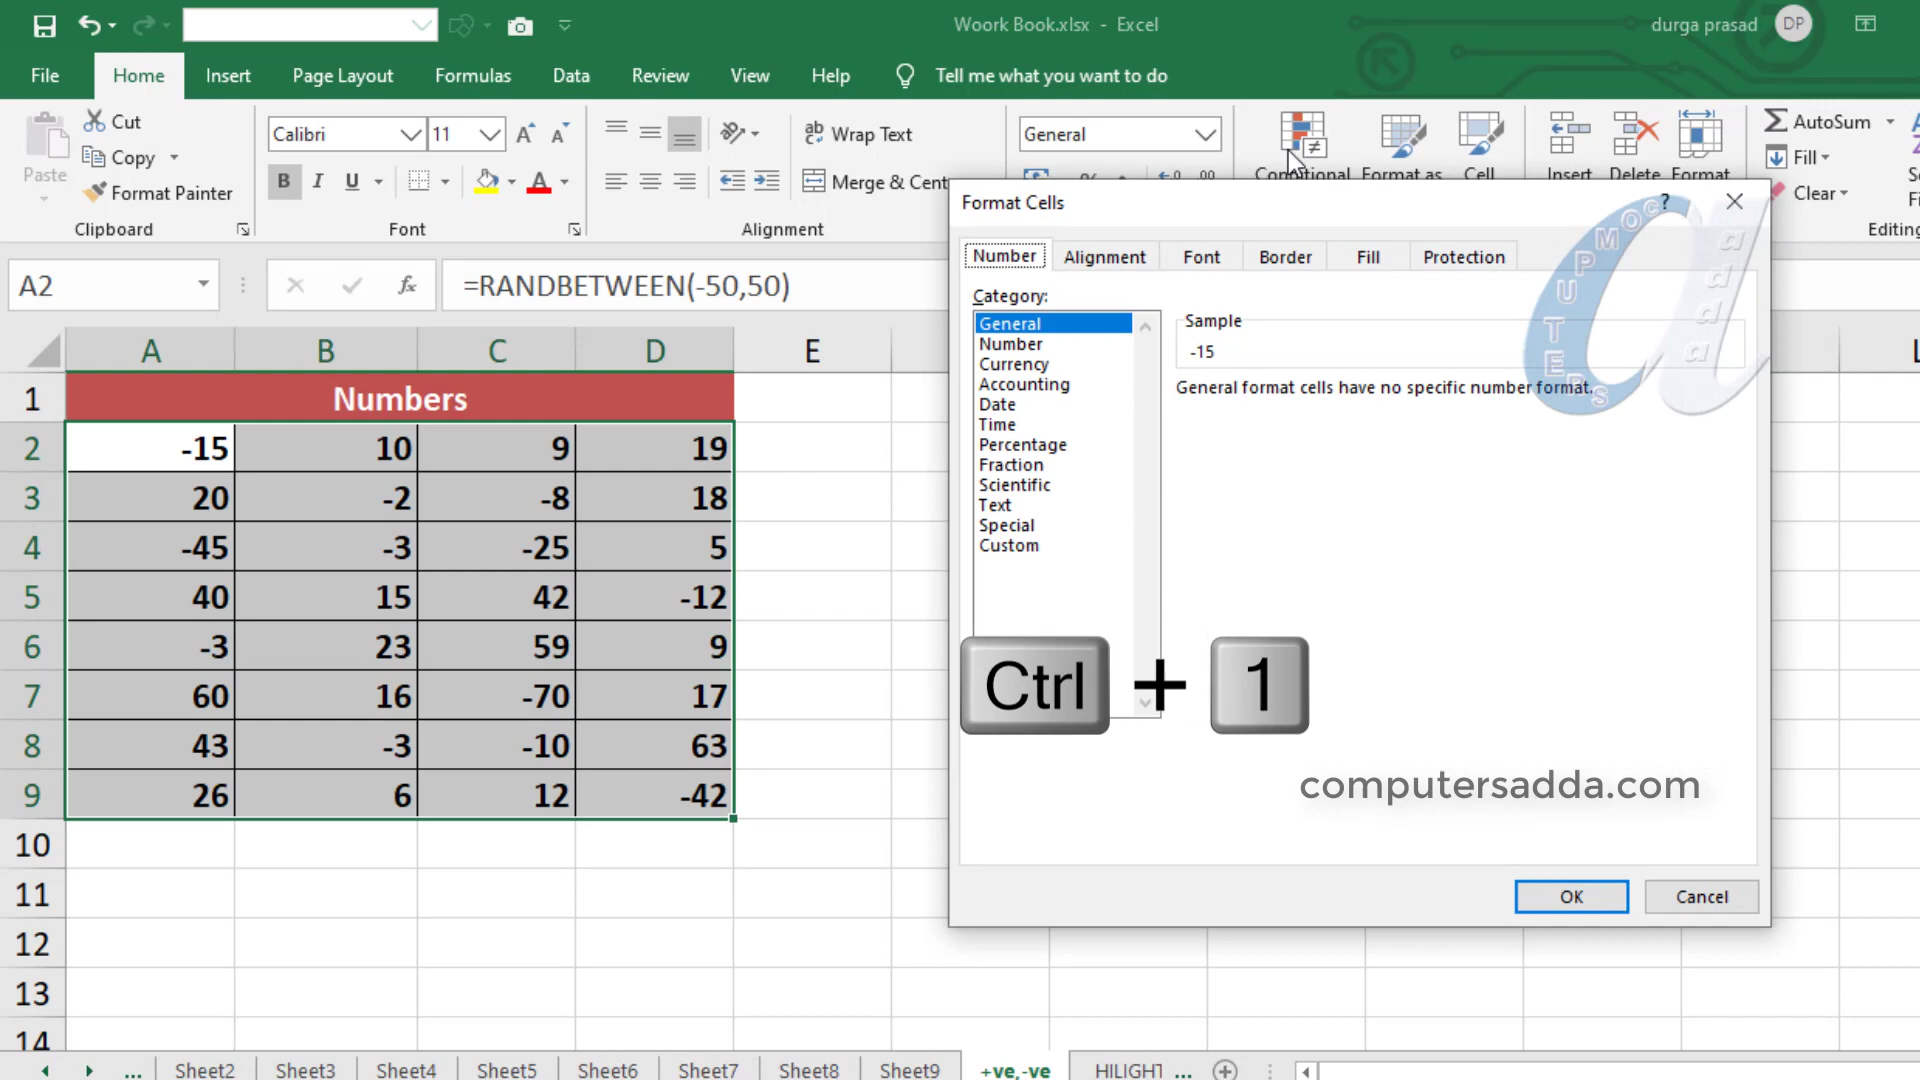 Woork Book.xlsx - Excel
durga prasad DP
File Home Insert Page Layout Formulas Data Review View Help Tell me what you want to do
Paste
Cut
Copy
Format Painter
Clipboard
Calibri 11
B I U A
Font
ab Wrap Text
Merge & Cent
Alignment
General
Conditional Format as Cell Insert Delete Format
AutoSum
Fill
Clear
Editing
A2 fx =RANDBETWEEN(-50,50)
A B C D E
1 Numbers
2 -15 10 9 19
3 20 -2 -8 18
4 -45 -3 -25 5
5 40 15 42 -12
6 -3 23 59 9
7 60 16 -70 17
8 43 -3 -10 63
9 26 6 12 -42
10
11
12
13
14
Format Cells ?
Number Alignment Font Border Fill Protection
Category:
General
Number
Currency
Accounting
Date
Time
Percentage
Fraction
Scientific
Text
Special
Custom
Sample
-15
General format cells have no specific number format.
COMPUTERS
adda
Ctrl + 1
computersadda.com
OK Cancel
... Sheet2 Sheet3 Sheet4 Sheet5 Sheet6 Sheet7 Sheet8 Sheet9 +ve,-ve HILIGHT ...